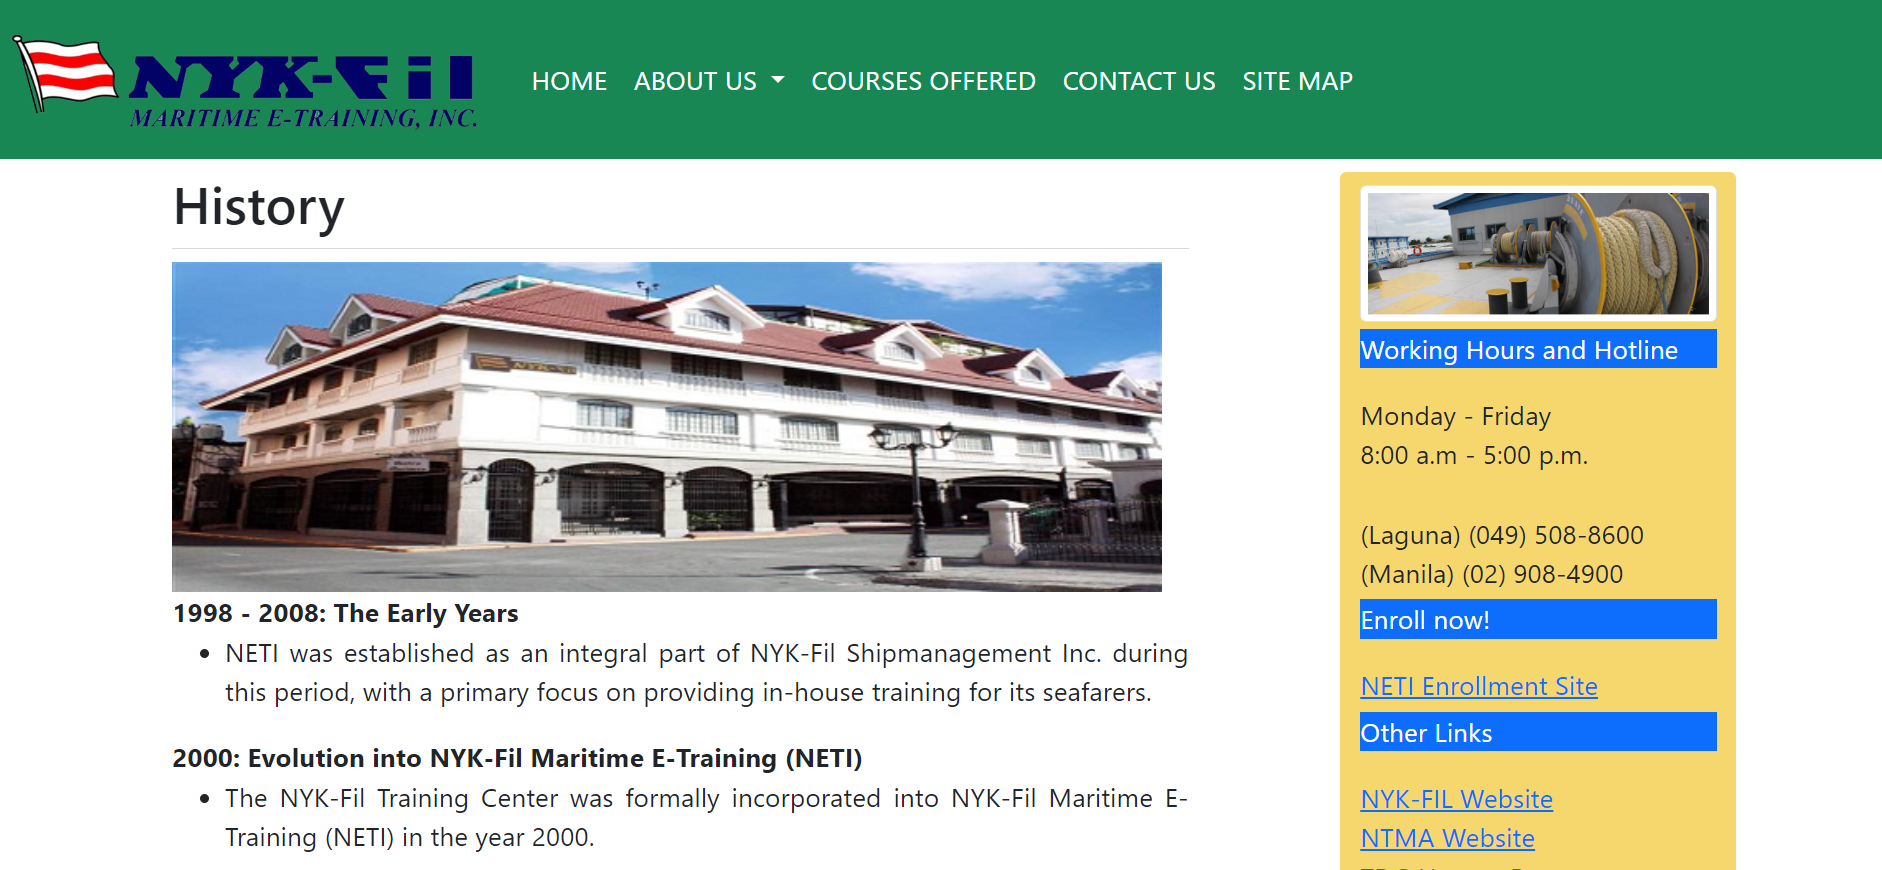 NYK-Fil
MARITIME E-TRAINING, INC.
HOME ABOUT US COURSES OFFERED CONTACT US SITE MAP
History
NYK-Fil
1998 - 2008: The Early Years
NETI was established as an integral part of NYK-Fil Shipmanagement Inc. during
this period, with a primary focus on providing in-house training for its seafarers.
2000: Evolution into NYK-Fil Maritime E-Training (NETI)
The NYK-Fil Training Center was formally incorporated into NYK-Fil Maritime E-
Training (NETI) in the year 2000.
Working Hours and Hotline
Monday - Friday
8:00 a.m - 5:00 p.m.
(Laguna) (049) 508-8600
(Manila) (02) 908-4900
Enroll now!
NETI Enrollment Site
Other Links
NYK-FIL Website
NTMA Website